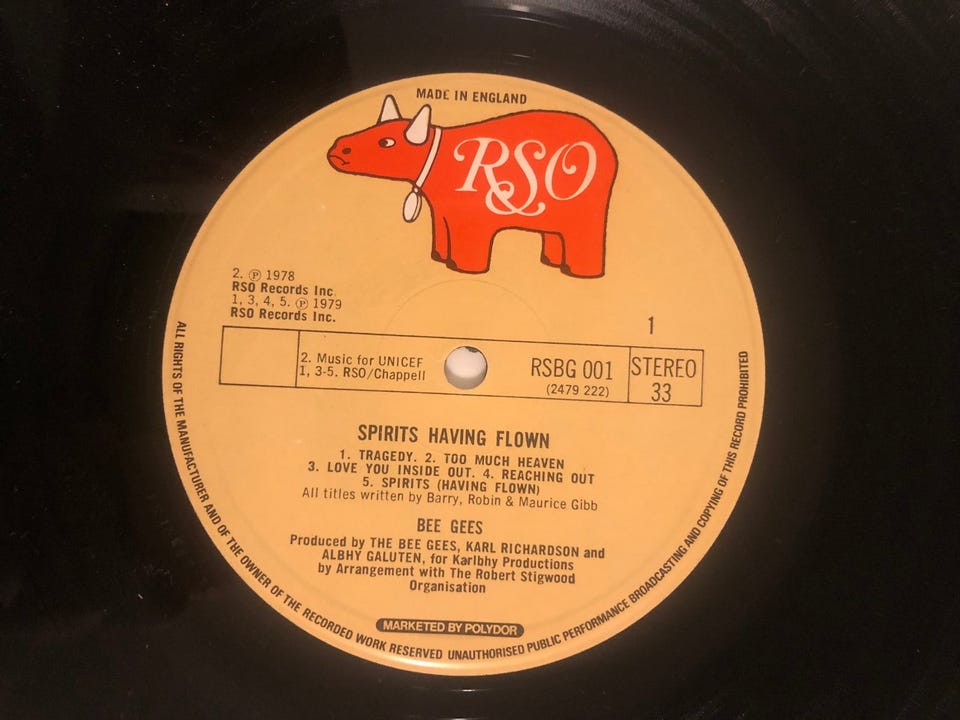 MADE IN ENGLAND
RSO
2. ℗ 1978
RSO Records Inc.
1, 3, 4, 5. ℗ 1979
RSO Records Inc.
1
2. Music for UNICEF
1, 3-5. RSO/Chappell
RSBG 001
(2479 222)
STEREO
33
SPIRITS HAVING FLOWN
1. TRAGEDY. 2. TOO MUCH HEAVEN
3. LOVE YOU INSIDE OUT. 4. REACHING OUT
5. SPIRITS (HAVING FLOWN)
All titles written by Barry, Robin & Maurice Gibb
BEE GEES
Produced by THE BEE GEES, KARL RICHARDSON and
ALBHY GALUTEN, for Karlbhy Productions
by Arrangement with The Robert Stigwood
Organisation
MARKETED BY POLYDOR
ALL RIGHTS OF THE MANUFACTURER AND OF THE OWNER OF THE RECORDED WORK RESERVED UNAUTHORISED PUBLIC PERFORMANCE BROADCASTING AND COPYING OF THIS RECORD PROHIBITED